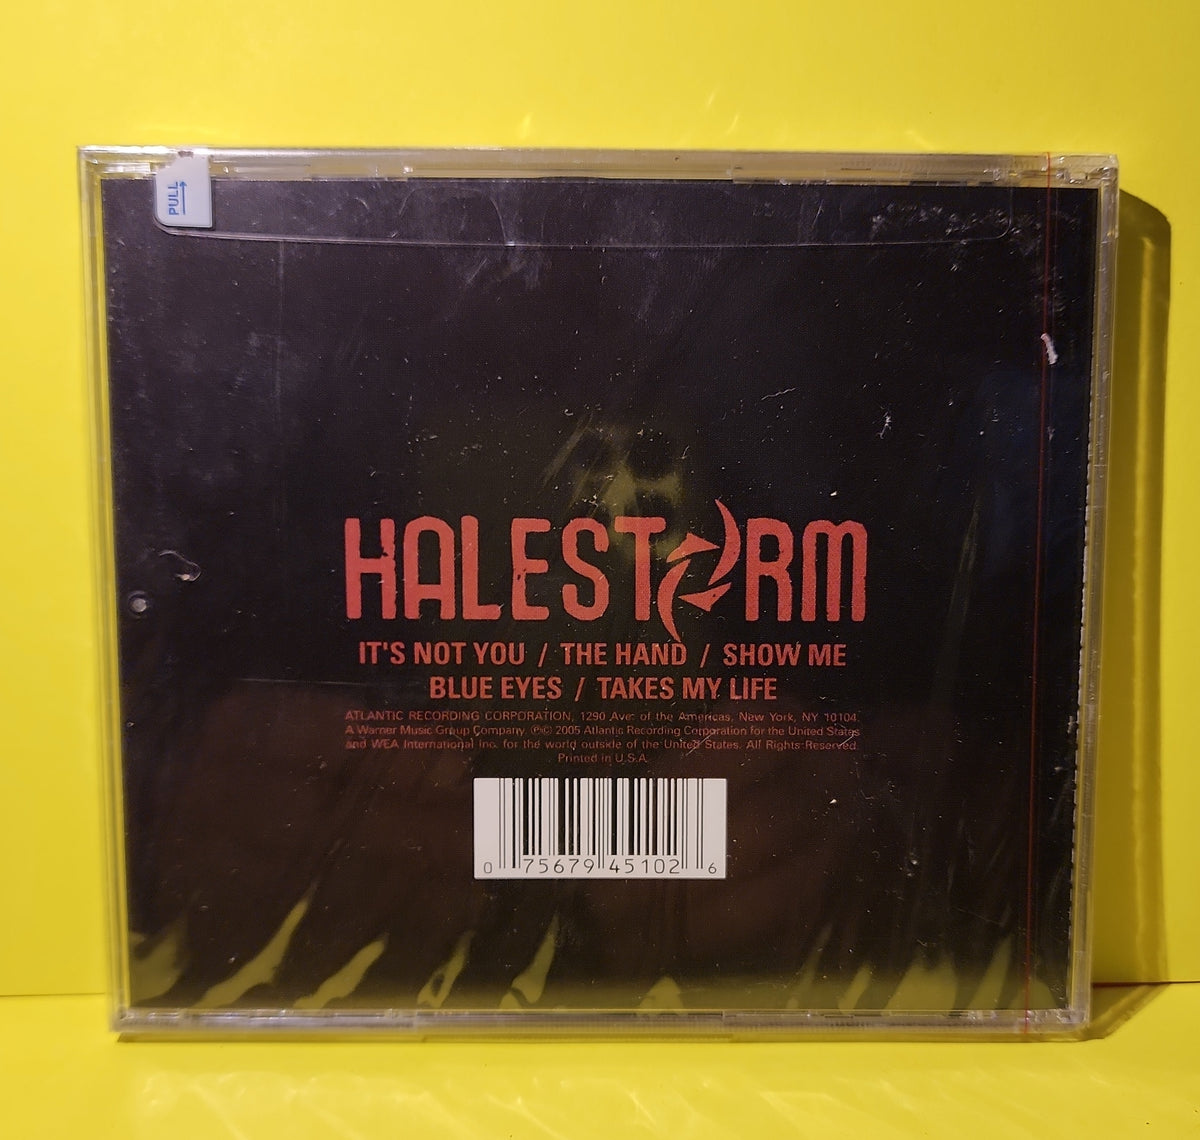 PULL
HALESTORM
IT'S NOT YOU / THE HAND / SHOW ME
BLUE EYES / TAKES MY LIFE
ATLANTIC RECORDING CORPORATION, 1290 Ave. of the Americas, New York, NY 10104.
A Warner Music Group Company. ℗© 2005 Atlantic Recording Corporation for the United States
and WEA International Inc. for the world outside of the United States. All Rights Reserved.
Printed in U.S.A.
0 75679 45102 6